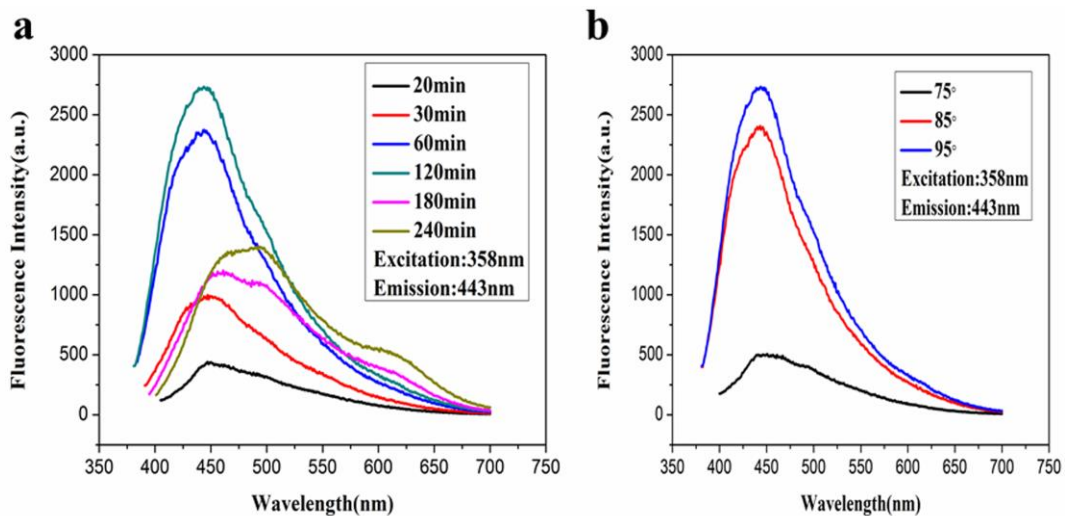 a
3000
2500
2000
1500
1000
500
0
Fluorescence Intensity(a.u.)
20min
30min
60min
120min
180min
240min
Excitation:358nm
Emission:443nm
350 400 450 500 550 600 650 700 750
Wavelength(nm)
b
3000
2500
2000
1500
1000
500
0
Fluorescence Intensity(a.u.)
75°
85°
95°
Excitation:358nm
Emission:443nm
350 400 450 500 550 600 650 700 750
Wavelength(nm)